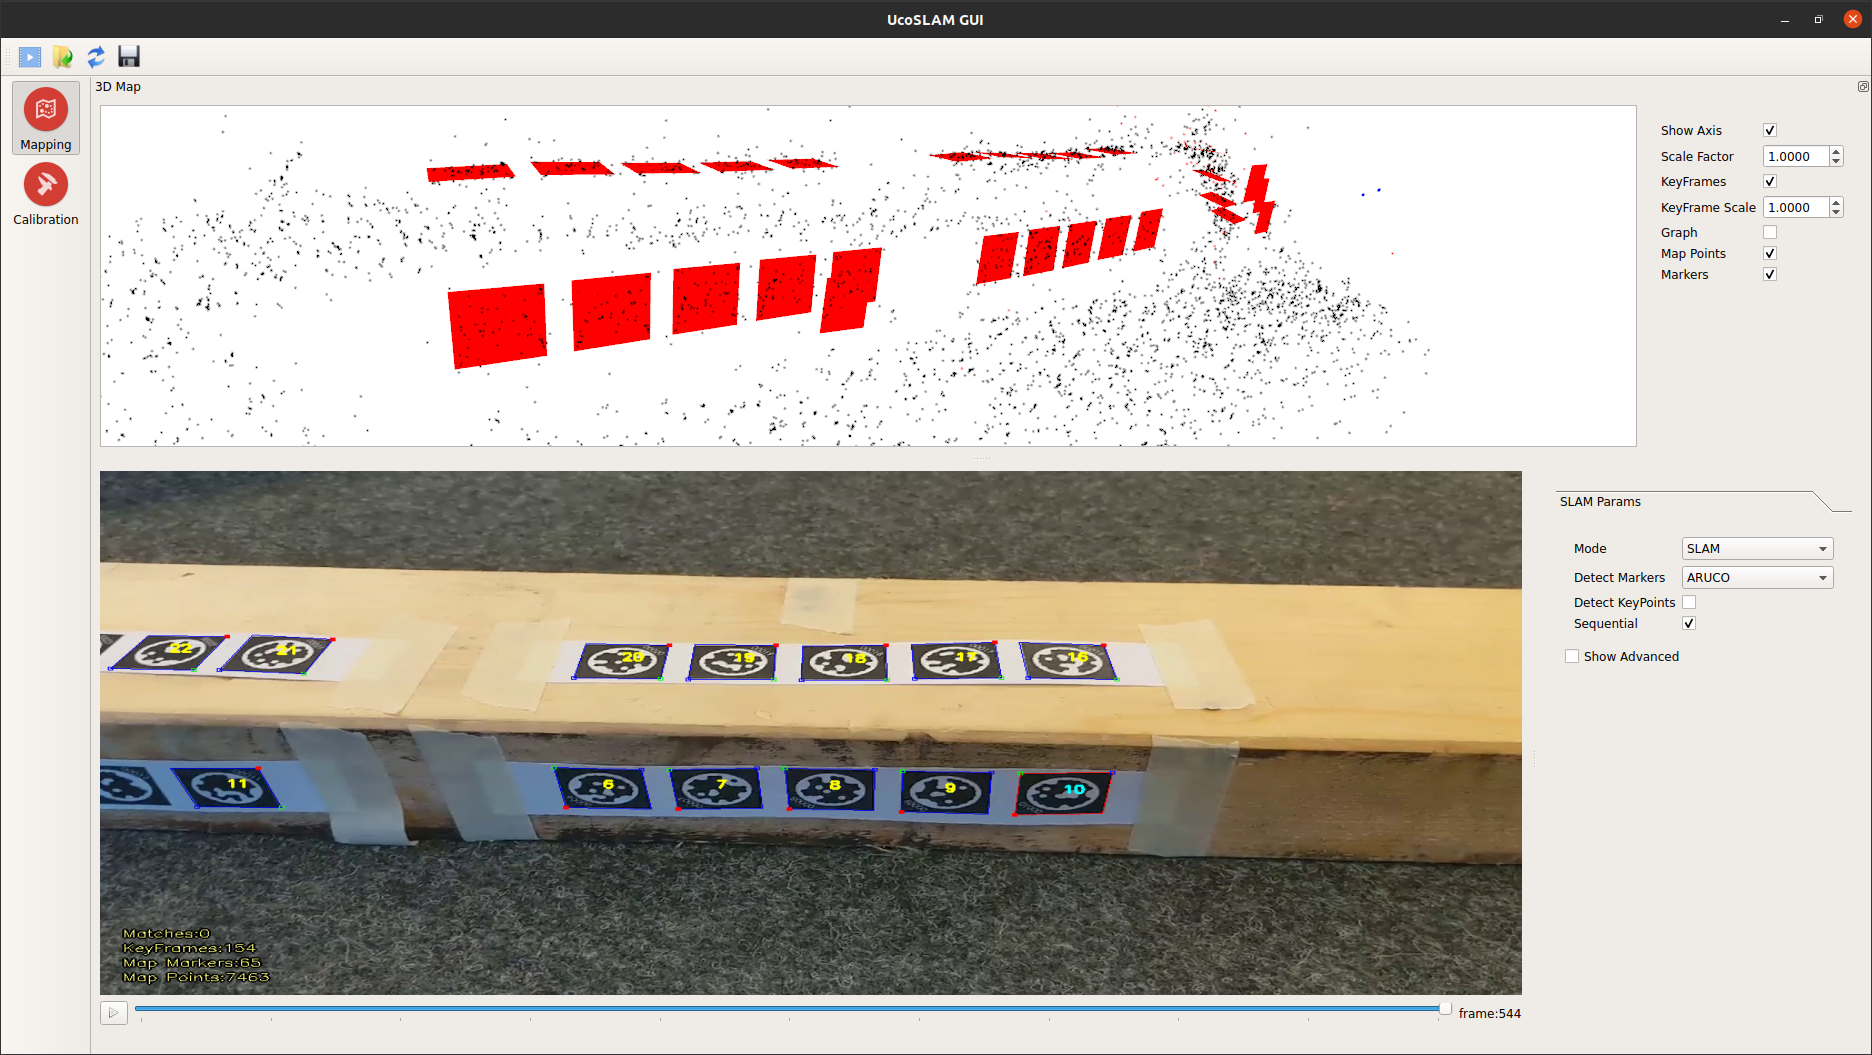 UcoSLAM GUI
3D Map
Mapping
Calibration
Show Axis
Scale Factor 1.0000
KeyFrames
KeyFrame Scale 1.0000
Graph
Map Points
Markers
22 21 20 19 18 17 16
11 6 7 8 9 10
Matches:0
KeyFrames:154
Map Markers:65
Map Points:7463
frame:544
SLAM Params
Mode SLAM
Detect Markers ARUCO
Detect KeyPoints
Sequential
Show Advanced